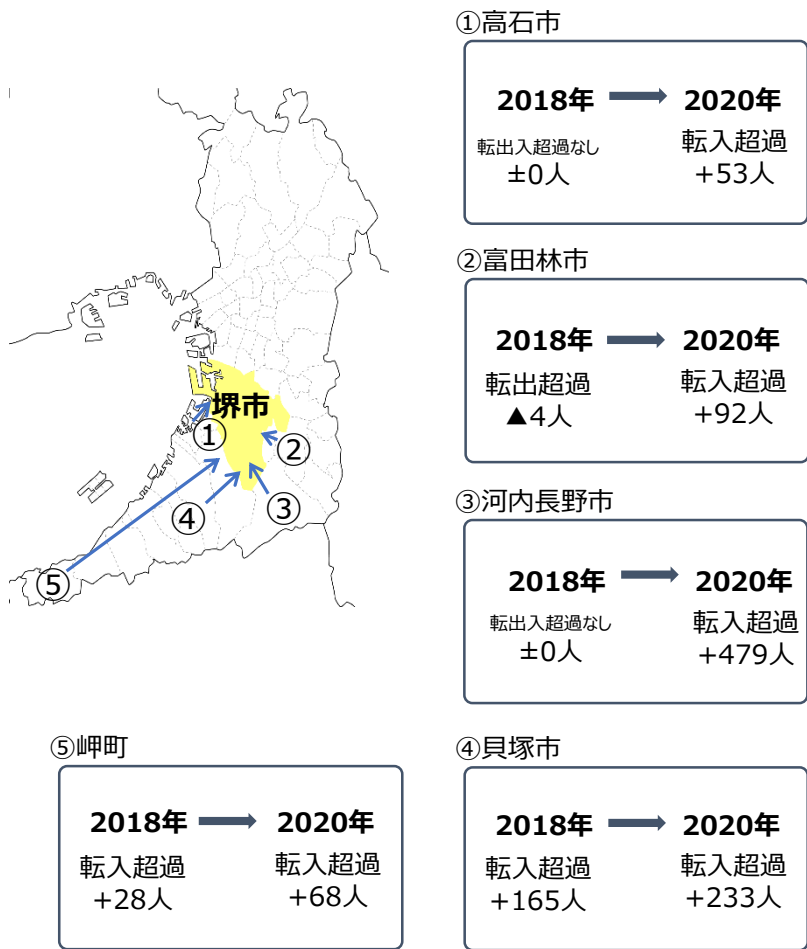 ①高石市
2018年 2020年
転出入超過なし 転入超過
±0人 +53人
②富田林市
2018年 2020年
転出超過 転入超過
▲4人 +92人
堺市
①
②
③
④
⑤
③河内長野市
2018年 2020年
転出入超過なし 転入超過
±0人 +479人
⑤岬町
2018年 2020年
転入超過 転入超過
+28人 +68人
④貝塚市
2018年 2020年
転入超過 転入超過
+165人 +233人